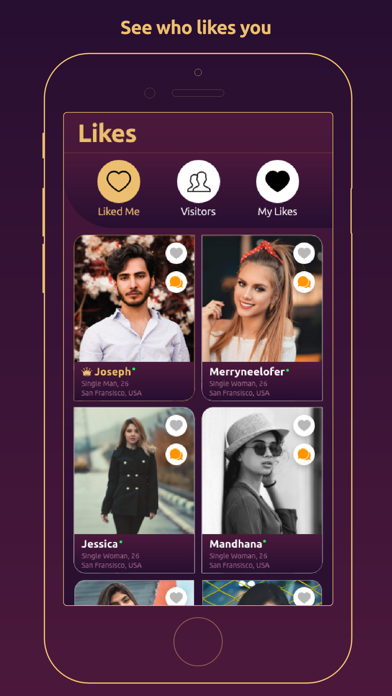 See who likes you
Likes
Liked Me
Visitors
My Likes
Joseph
Single Man, 26
San Fransisco, USA
Merryneelofer
Single Woman, 26
San Fransisco, USA
Jessica
Single Woman, 26
San Fransisco, USA
Mandhana
Single Woman, 26
San Fransisco, USA